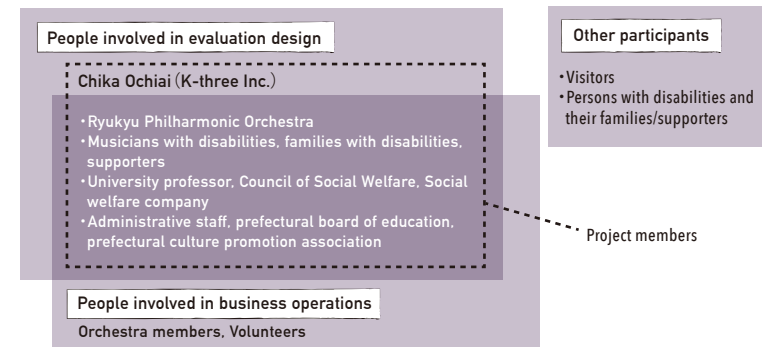 People involved in evaluation design
Chika Ochiai (K-three Inc.)
・Ryukyu Philharmonic Orchestra
・Musicians with disabilities, families with disabilities,
supporters
・University professor, Council of Social Welfare, Social
welfare company
・Administrative staff, prefectural board of education,
prefectural culture promotion association
People involved in business operations
Orchestra members, Volunteers
Other participants
・Visitors
・Persons with disabilities and
their families/supporters
Project members